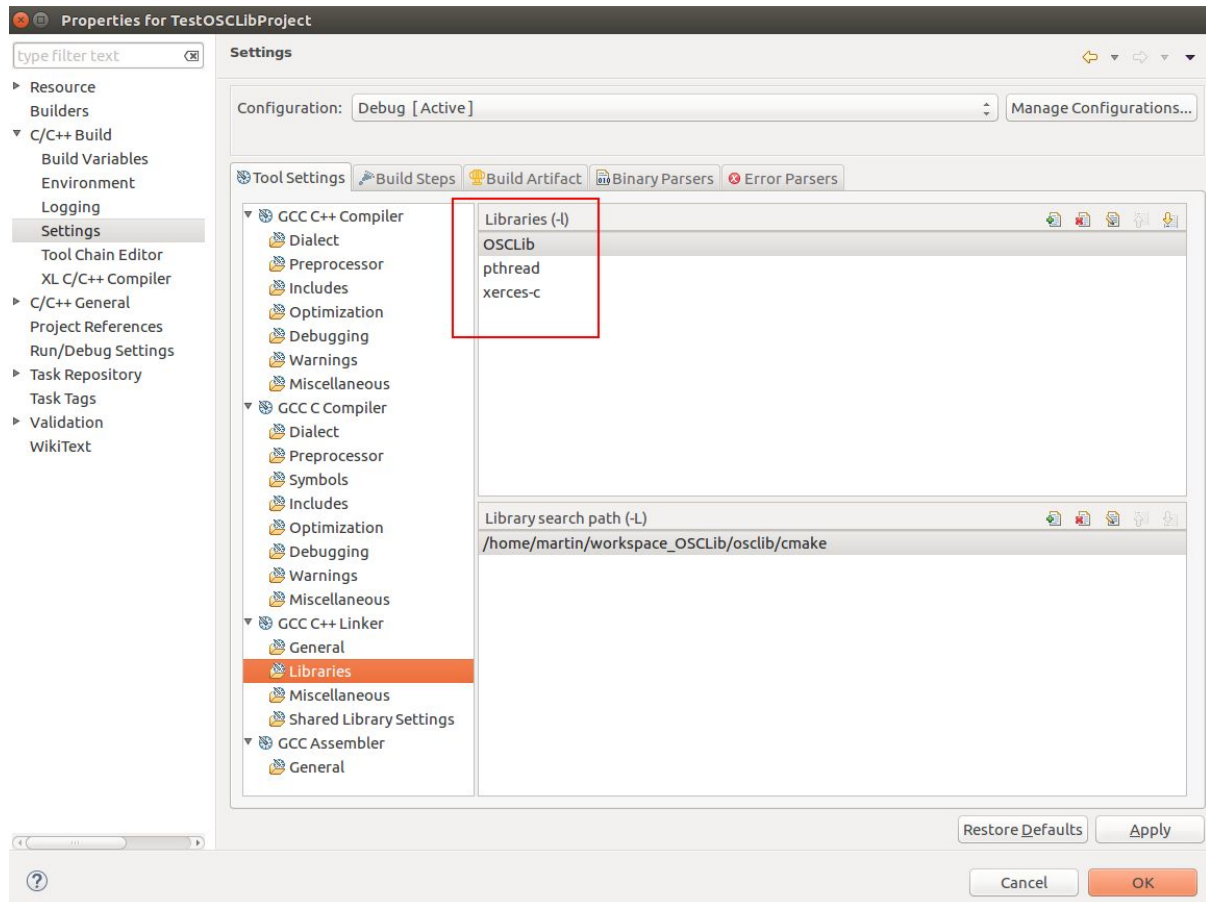 Properties for TestOSCLibProject
type filter text
Resource
Builders
C/C++ Build
Build Variables
Environment
Logging
Settings
Tool Chain Editor
XL C/C++ Compiler
C/C++ General
Project References
Run/Debug Settings
Task Repository
Task Tags
Validation
WikiText
Settings
Configuration: Debug [Active] Manage Configurations...
Tool Settings Build Steps Build Artifact Binary Parsers Error Parsers
GCC C++ Compiler
Dialect
Preprocessor
Includes
Optimization
Debugging
Warnings
Miscellaneous
GCC C Compiler
Dialect
Preprocessor
Symbols
Includes
Optimization
Debugging
Warnings
Miscellaneous
GCC C++ Linker
General
Libraries
Miscellaneous
Shared Library Settings
GCC Assembler
General
Libraries (-l)
OSCLib
pthread
xerces-c
Library search path (-L)
/home/martin/workspace_OSCLib/osclib/cmake
Restore Defaults Apply
Cancel OK